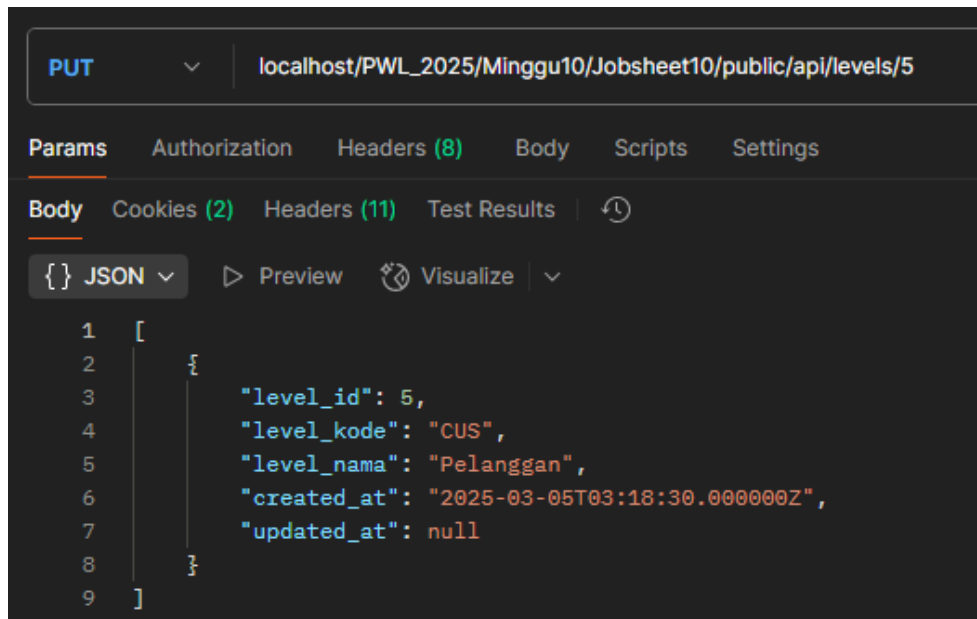 PUT localhost/PWL_2025/Minggu10/Jobsheet10/public/api/levels/5
Params Authorization Headers (8) Body Scripts Settings
Body Cookies (2) Headers (11) Test Results
{} JSON Preview Visualize
1 [
2 {
3 "level_id": 5,
4 "level_kode": "CUS",
5 "level_nama": "Pelanggan",
6 "created_at": "2025-03-05T03:18:30.000000Z",
7 "updated_at": null
8 }
9 ]